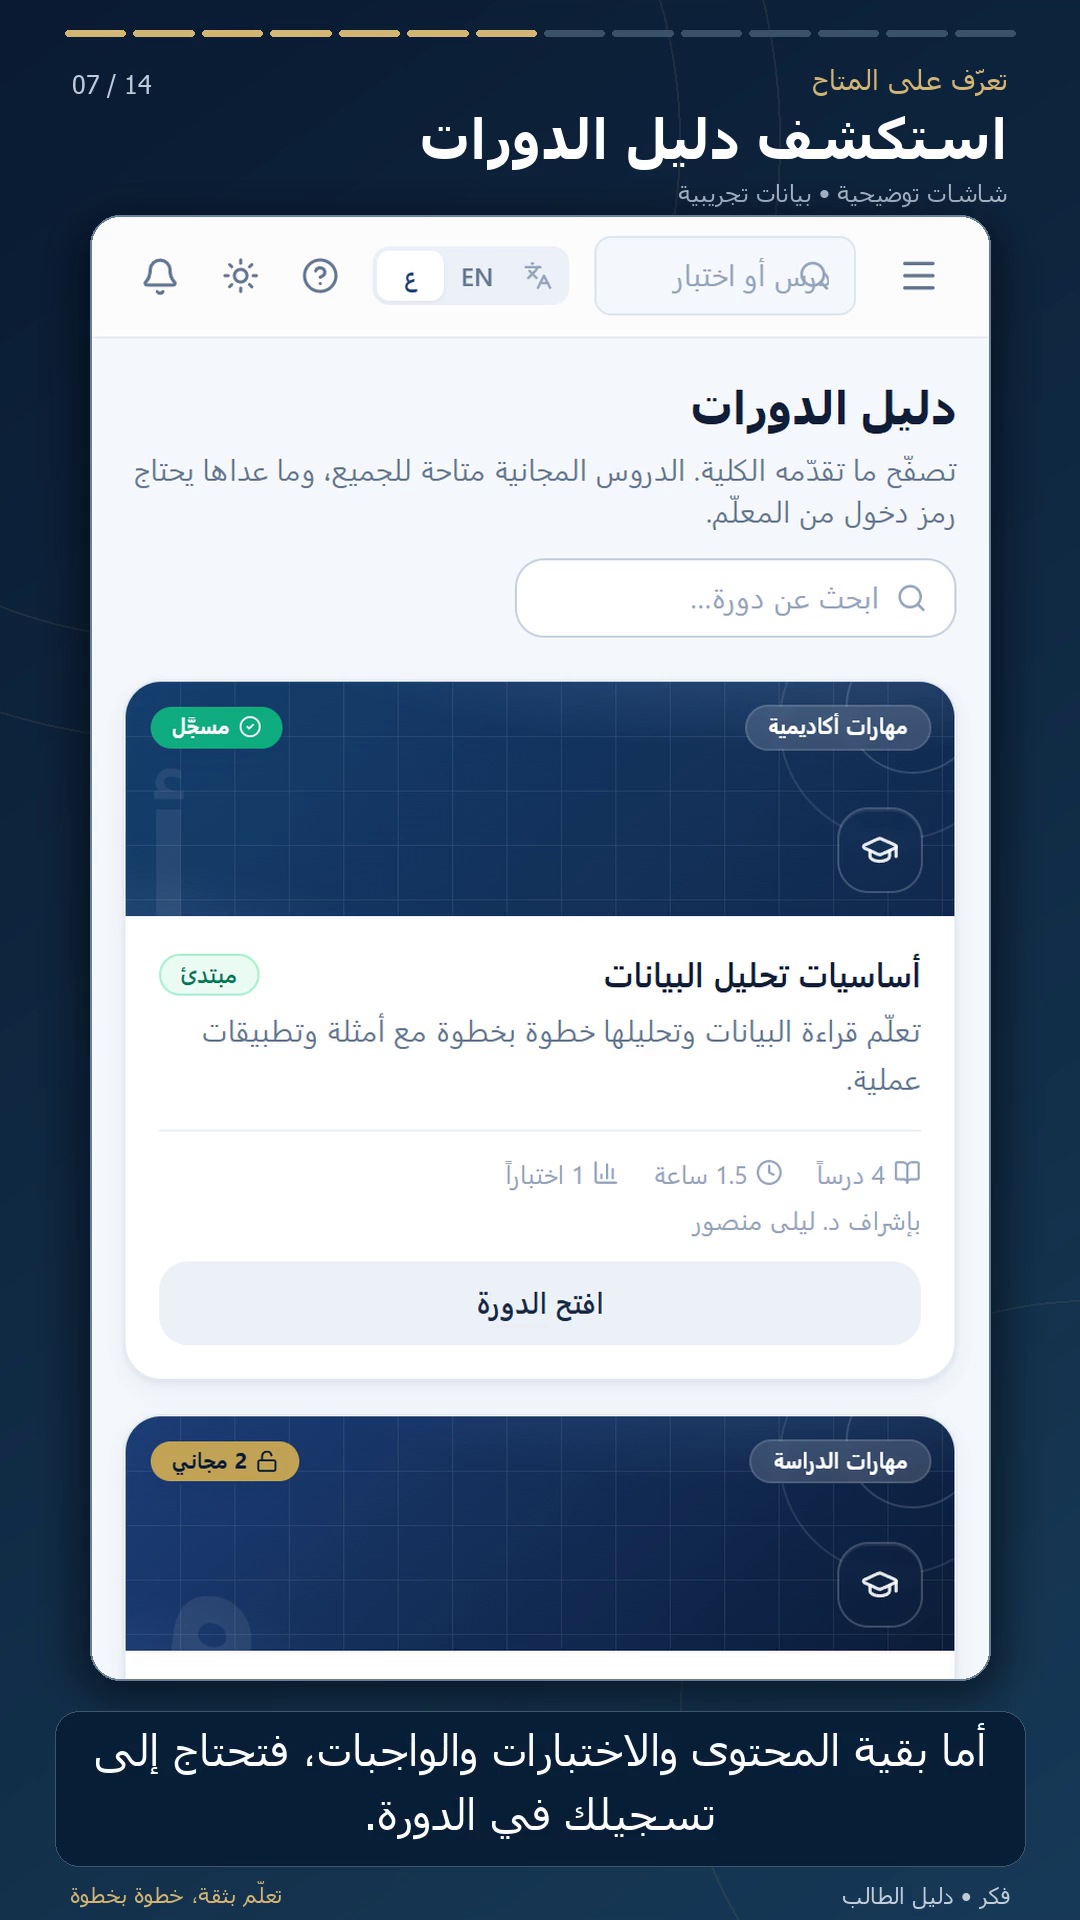 تعرّف على المتاح
07 / 14
استكشف دليل الدورات
شاشات توضيحية • بيانات تجريبية
درس أو اختبار
EN
ع
دليل الدورات
تصفّح ما تقدّمه الكلية. الدروس المجانية متاحة للجميع، وما عداها يحتاج
رمز دخول من المعلّم.
ابحث عن دورة...
مهارات أكاديمية
مسجَّل
أ
أساسيات تحليل البيانات
مبتدئ
تعلّم قراءة البيانات وتحليلها خطوة بخطوة مع أمثلة وتطبيقات
عملية.
4 درساً
1.5 ساعة
1 اختباراً
بإشراف د. ليلى منصور
افتح الدورة
مهارات الدراسة
2 مجاني
أما بقية المحتوى والاختبارات والواجبات، فتحتاج إلى
تسجيلك في الدورة.
فكر • دليل الطالب
تعلّم بثقة، خطوة بخطوة